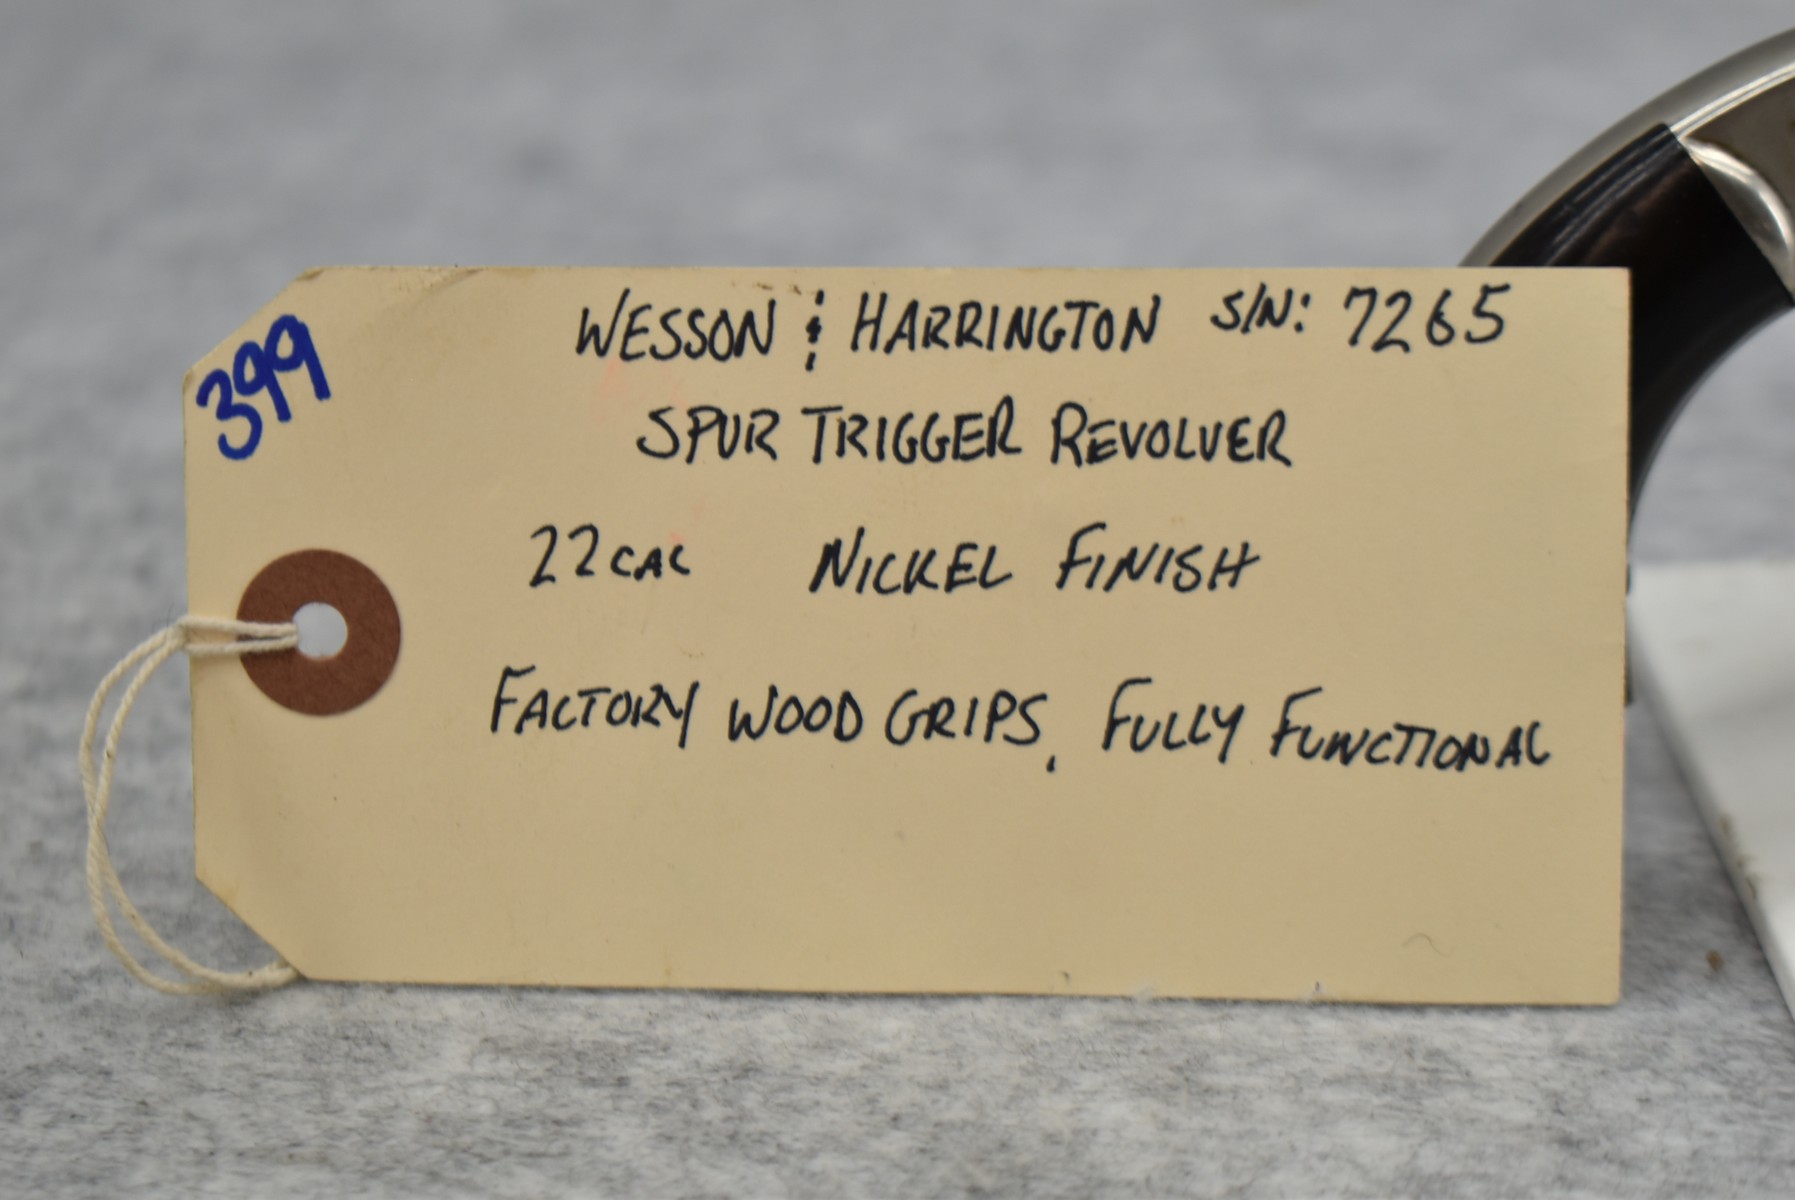 399
WESSON & HARRINGTON S/N: 7265
SPUR TRIGGER REVOLVER
22 CAL NICKEL FINISH
FACTORY WOOD GRIPS, FULLY FUNCTIONAL